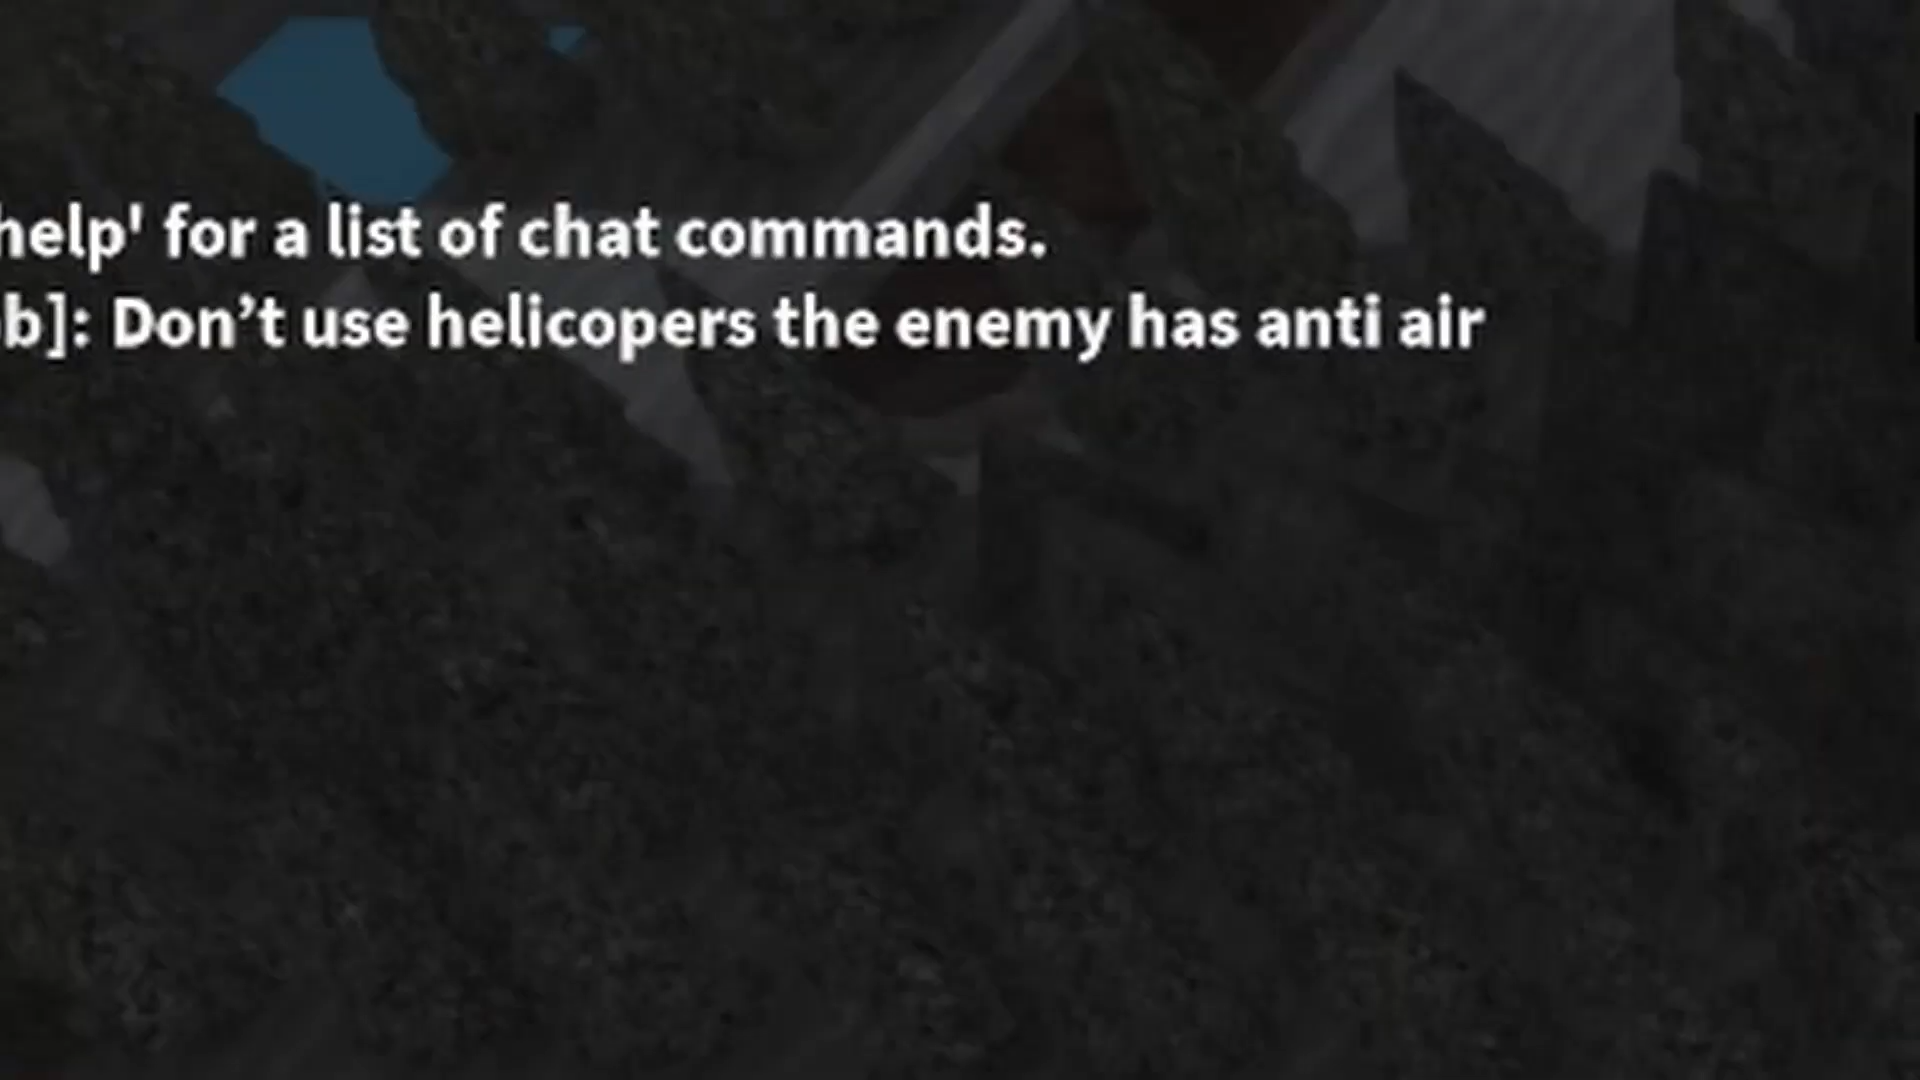 help' for a list of chat commands.
b]: Don’t use helicopers the enemy has anti air